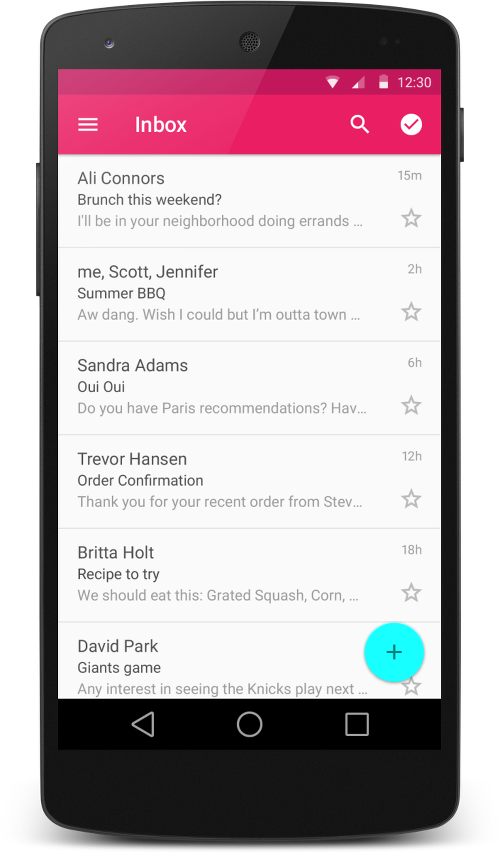 12:30
Inbox
Ali Connors 15m
Brunch this weekend?
I'll be in your neighborhood doing errands ...
me, Scott, Jennifer 2h
Summer BBQ
Aw dang. Wish I could but I'm outta town ...
Sandra Adams 6h
Oui Oui
Do you have Paris recommendations? Hav...
Trevor Hansen 12h
Order Confirmation
Thank you for your recent order from Stev...
Britta Holt 18h
Recipe to try
We should eat this: Grated Squash, Corn, ...
David Park
Giants game
Any interest in seeing the Knicks play next ...